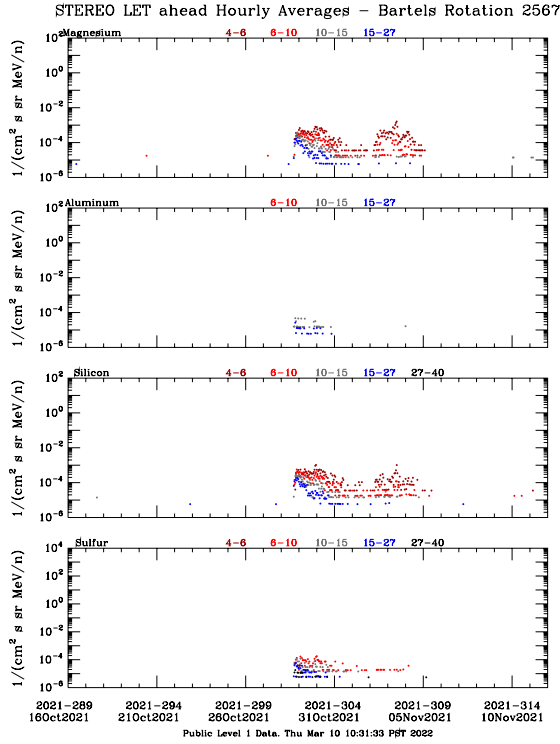 STEREO LET ahead Hourly Averages - Bartels Rotation 2567
Magnesium 4-6 6-10 10-15 15-27
10² 10⁰ 10⁻² 10⁻⁴ 10⁻⁶
1/(cm² s sr MeV/n)
Aluminum 6-10 10-15 15-27
10² 10⁰ 10⁻² 10⁻⁴ 10⁻⁶
1/(cm² s sr MeV/n)
Silicon 4-6 6-10 10-15 15-27 27-40
10² 10⁰ 10⁻² 10⁻⁴ 10⁻⁶
1/(cm² s sr MeV/n)
Sulfur 4-6 6-10 10-15 15-27 27-40
10⁴ 10² 10⁰ 10⁻² 10⁻⁴ 10⁻⁶
1/(cm² s sr MeV/n)
2021-289 2021-294 2021-299 2021-304 2021-309 2021-314
16Oct2021 21Oct2021 26Oct2021 31Oct2021 05Nov2021 10Nov2021
Public Level 1 Data. Thu Mar 10 10:31:33 PST 2022